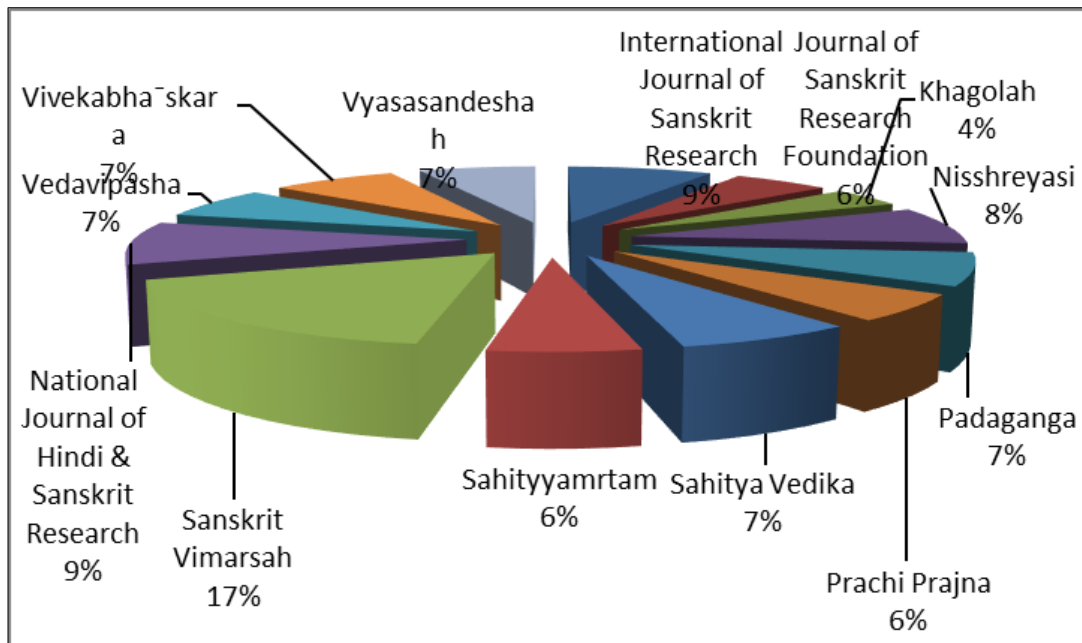 International
Journal of
Sanskrit
Research
9%
Journal of
Sanskrit
Research
Foundation
6%
Khagolah
4%
Nisshreyasi
8%
Padaganga
7%
Prachi Prajna
6%
Sahitya Vedika
7%
Sahityyamrtam
6%
Sanskrit
Vimarsah
17%
National
Journal of
Hindi &
Sanskrit
Research
9%
Vedavipasha
7%
Vivekabha¯skar
a
7%
Vyasasandesha
h
7%